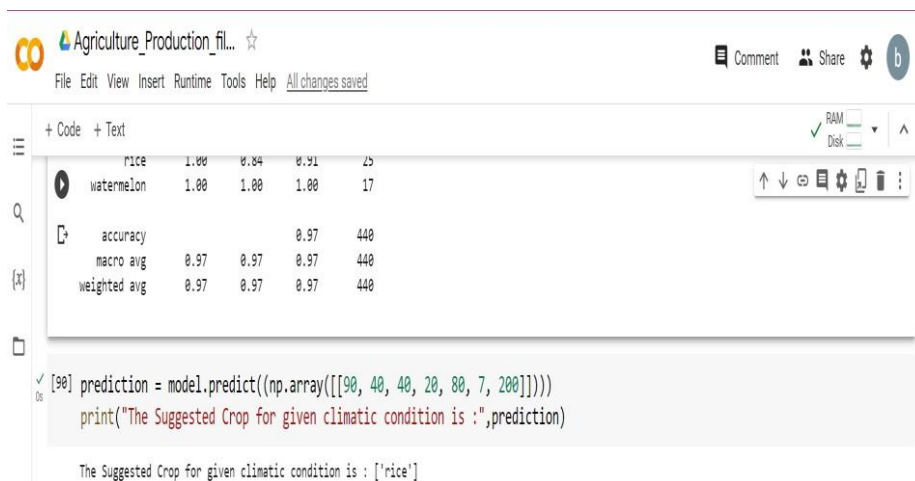 CO
Agriculture_Production_fil...
Comment
Share
b
File Edit View Insert Runtime Tools Help All changes saved
+ Code + Text
RAM
Disk
rice 1.00 0.84 0.91 25
watermelon 1.00 1.00 1.00 17
accuracy 0.97 440
macro avg 0.97 0.97 0.97 440
weighted avg 0.97 0.97 0.97 440
{x}
[90] prediction = model.predict((np.array([[90, 40, 40, 20, 80, 7, 200]])))
0s
print("The Suggested Crop for given climatic condition is :",prediction)
The Suggested Crop for given climatic condition is : ['rice']